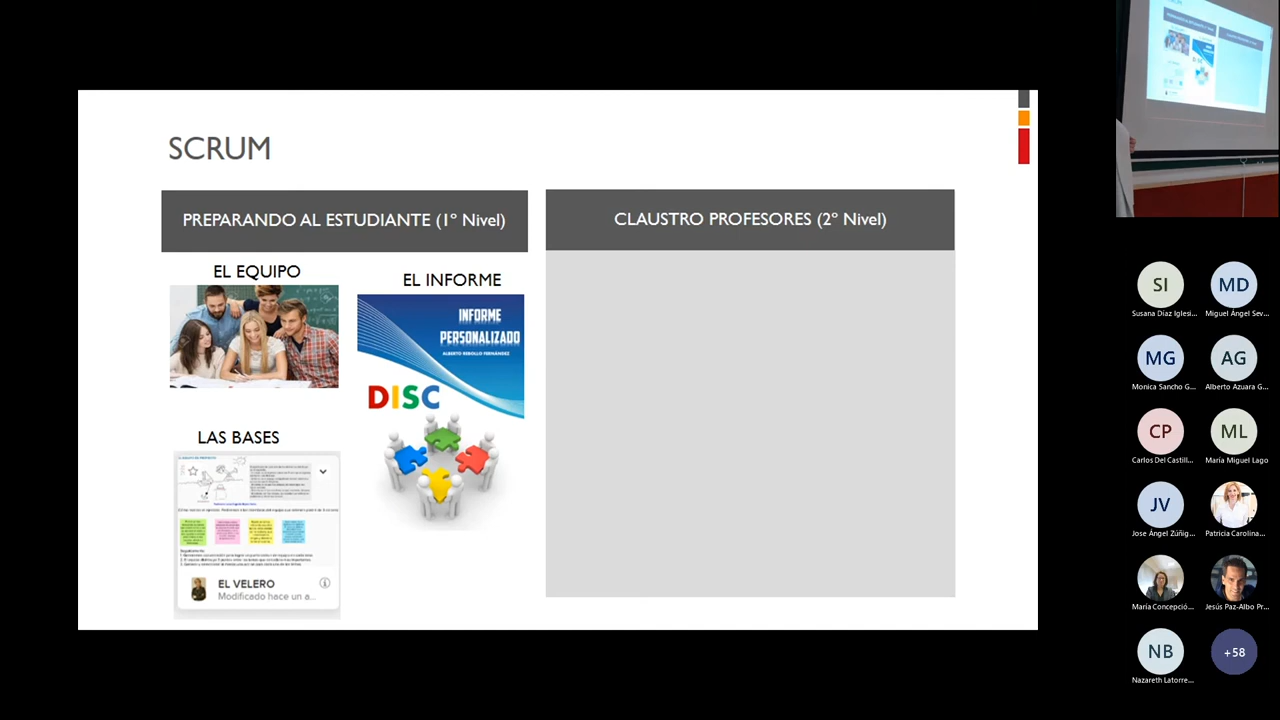 SCRUM
PREPARANDO AL ESTUDIANTE (1º Nivel)
CLAUSTRO PROFESORES (2º Nivel)
EL EQUIPO
EL INFORME
INFORME
PERSONALIZADO
ALBERTO REBOLLO FERNÁNDEZ
DISC
LAS BASES
EL VELERO
Modificado hace un a...
SI
Susana Díaz Iglesi...
MD
Miguel Ángel Sev...
MG
Monica Sancho G...
AG
Alberto Azuara G...
CP
Carlos Del Castill...
ML
María Miguel Lago
JV
Jose Ángel Zúñig...
Patricia Carolina...
María Concepció...
Jesús Paz-Albo Pr...
NB
Nazareth Latorre...
+58